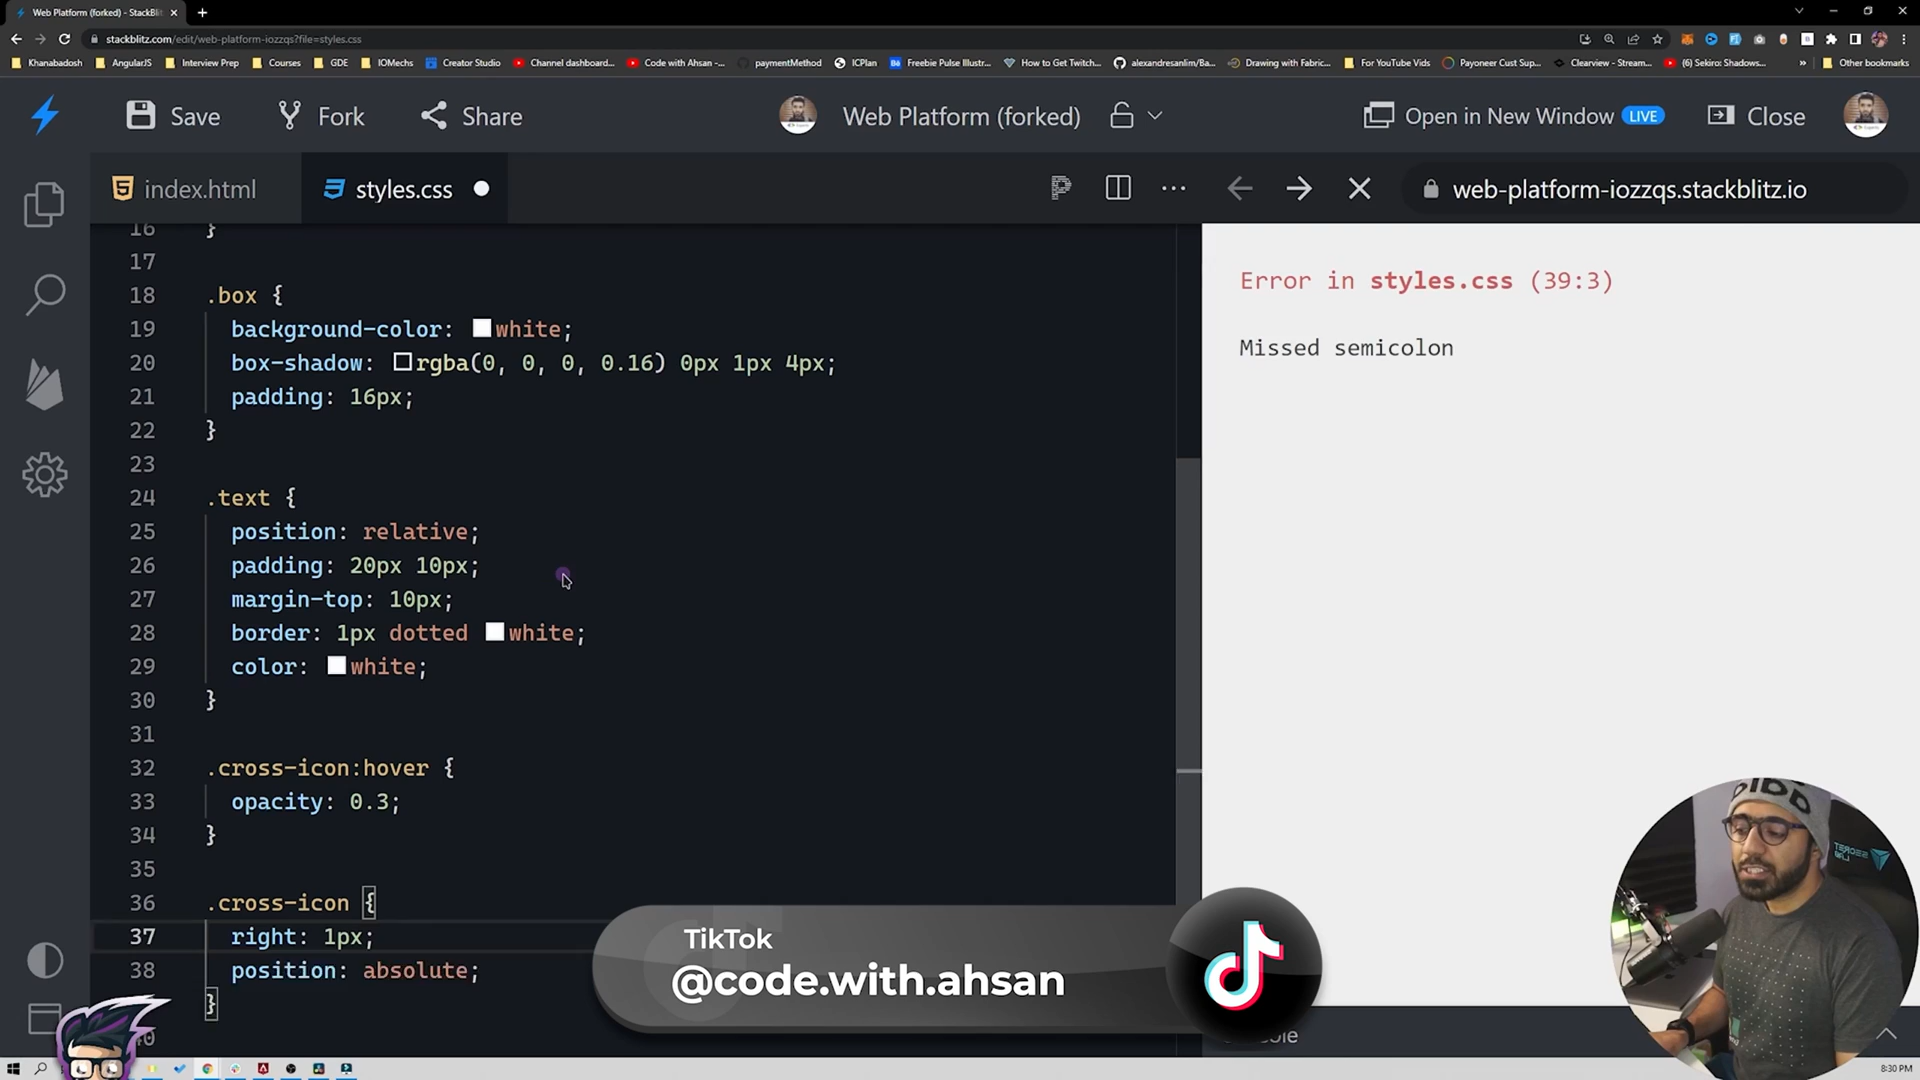 Web Platform (forked) - StackBlit
stackblitz.com/edit/web-platform-iozzqs?file=styles.css
Khanabadosh AngularJS Interview Prep Courses GDE IOMechs Creator Studio Channel dashboard... Code with Ahsan -... paymentMethod ICPlan Freebie Pulse Illustr... How to Get Twitch... alexandresanlim/Ba... Drawing with Fabric... For YouTube Vids Payoneer Cust Sup... Clearview - Stream... (6) Sekiro: Shadows... » Other bookmarks
Save Fork Share Web Platform (forked) Open in New Window LIVE Close
index.html styles.css web-platform-iozzqs.stackblitz.io
16 }
17
18 .box {
19 background-color: white;
20 box-shadow: rgba(0, 0, 0, 0.16) 0px 1px 4px;
21 padding: 16px;
22 }
23
24 .text {
25 position: relative;
26 padding: 20px 10px;
27 margin-top: 10px;
28 border: 1px dotted white;
29 color: white;
30 }
31
32 .cross-icon:hover {
33 opacity: 0.3;
34 }
35
36 .cross-icon {
37 right: 1px;
38 position: absolute;
}
Error in styles.css (39:3)
Missed semicolon
TikTok
@code.with.ahsan
8:30 PM